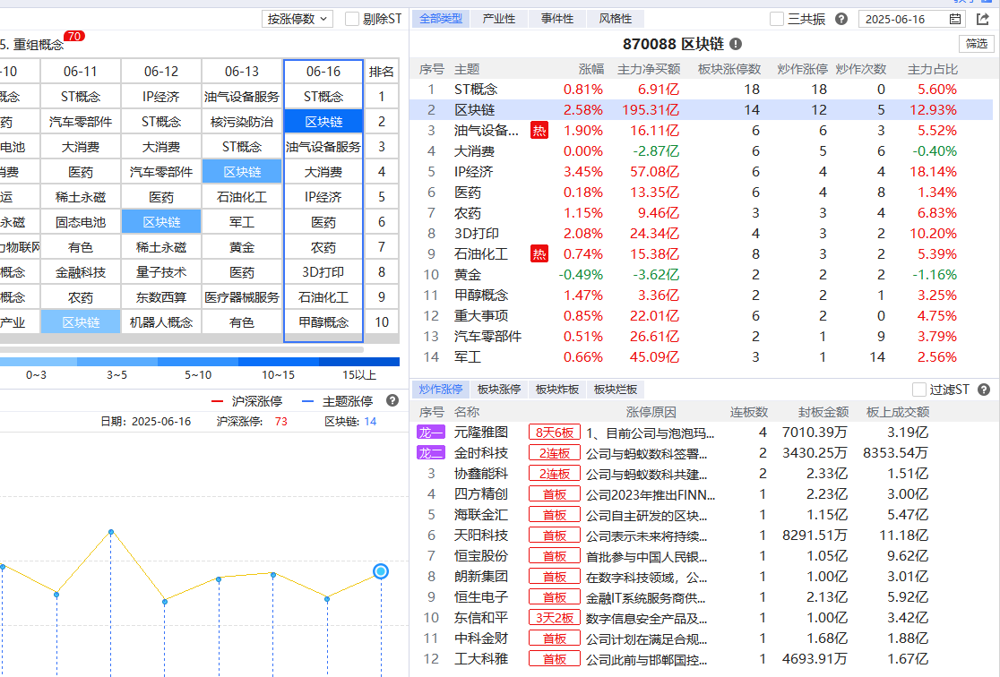 按涨停数 剔除ST
5. 重组概念 70
-10 06-11 06-12 06-13 06-16 排名
概念 ST概念 IP经济 油气设备服务 ST概念 1
药 汽车零部件 ST概念 核污染防治 区块链 2
电池 大消费 大消费 ST概念 油气设备服务 3
消费 医药 汽车零部件 区块链 大消费 4
运 稀土永磁 医药 石油化工 IP经济 5
永磁 固态电池 区块链 军工 医药 6
力物联网 有色 稀土永磁 黄金 农药 7
概念 金融科技 量子技术 医药 3D打印 8
概念 农药 东数西算 医疗器械服务 石油化工 9
产业 区块链 机器人概念 有色 甲醇概念 10
0~3 3~5 5~10 10~15 15以上
沪深涨停 主题涨停 ?
日期: 2025-06-16 沪深涨停: 73 区块链: 14
全部类型 产业性 事件性 风格性 三共振 ? 2025-06-16
870088 区块链 ! 筛选
序号 主题 涨幅 主力净买额 板块涨停数 炒作涨停 炒作次数 主力占比
1 ST概念 0.81% 6.91亿 18 18 0 5.60%
2 区块链 2.58% 195.31亿 14 12 5 12.93%
3 油气设备... 热 1.90% 16.11亿 6 6 3 5.52%
4 大消费 0.00% -2.87亿 6 5 6 -0.40%
5 IP经济 3.45% 57.08亿 6 4 4 18.14%
6 医药 0.18% 13.35亿 6 4 8 1.34%
7 农药 1.15% 9.46亿 3 3 4 6.83%
8 3D打印 2.08% 24.34亿 4 3 2 10.20%
9 石油化工 热 0.74% 15.38亿 8 3 2 5.39%
10 黄金 -0.49% -3.62亿 2 2 2 -1.16%
11 甲醇概念 1.47% 3.36亿 2 2 1 3.25%
12 重大事项 0.85% 22.01亿 6 2 0 4.75%
13 汽车零部件 0.51% 26.61亿 2 1 9 3.79%
14 军工 0.66% 45.09亿 3 1 14 2.56%
炒作涨停 板块涨停 板块炸板 板块烂板 过滤ST ?
序号 名称 涨停原因 连板数 封板金额 板上成交额
龙一 元隆雅图 8天6板 1、目前公司与泡泡玛... 4 7010.39万 3.19亿
龙二 金时科技 2连板 公司与蚂蚁数科签署... 2 3430.25万 8353.54万
3 协鑫能科 2连板 公司与蚂蚁数科共建... 2 2.33亿 1.51亿
4 四方精创 首板 公司2023年推出FINN... 1 2.23亿 3.00亿
5 海联金汇 首板 公司自主研发的区块... 1 1.15亿 5.47亿
6 天阳科技 首板 公司表示未来将持续... 1 8291.51万 11.18亿
7 恒宝股份 首板 首批参与中国人民银... 1 1.05亿 9.62亿
8 朗新集团 首板 在数字科技领域，公... 1 1.00亿 3.01亿
9 恒生电子 首板 金融IT系统服务商供... 1 2.13亿 5.92亿
10 东信和平 3天2板 数字信息安全产品及... 1 1.00亿 3.42亿
11 中科金财 首板 公司计划在满足合规... 1 1.68亿 1.88亿
12 工大科雅 首板 公司此前与邯郸国控... 1 4693.91万 1.67亿